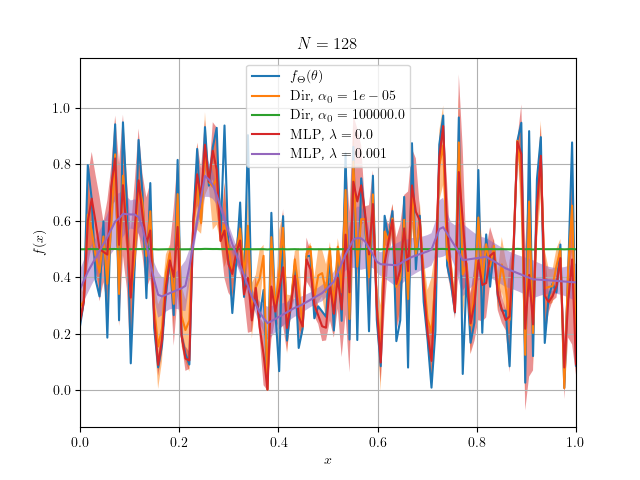 N = 128
f_Θ(θ)
Dir, α₀ = 1e − 05
Dir, α₀ = 100000.0
MLP, λ = 0.0
MLP, λ = 0.001
f(x)
1.0
0.8
0.6
0.4
0.2
0.0
0.0 0.2 0.4 0.6 0.8 1.0
x